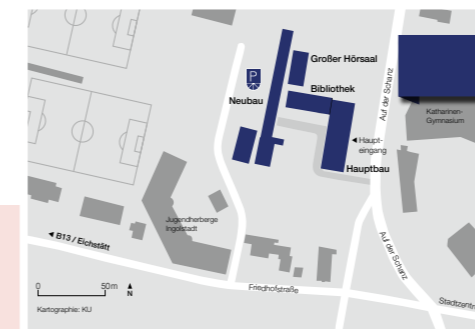 Großer Hörsaal
P
Bibliothek
Neubau
Auf der Schanz
Katharinen-
Gymnasium
Haupt-
eingang
Hauptbau
Jugendherberge
Ingolstadt
B13 / Eichstätt
Auf der Schanz
0 50m
N
Friedhofstraße
Stadtzentr
Kartographie: KU